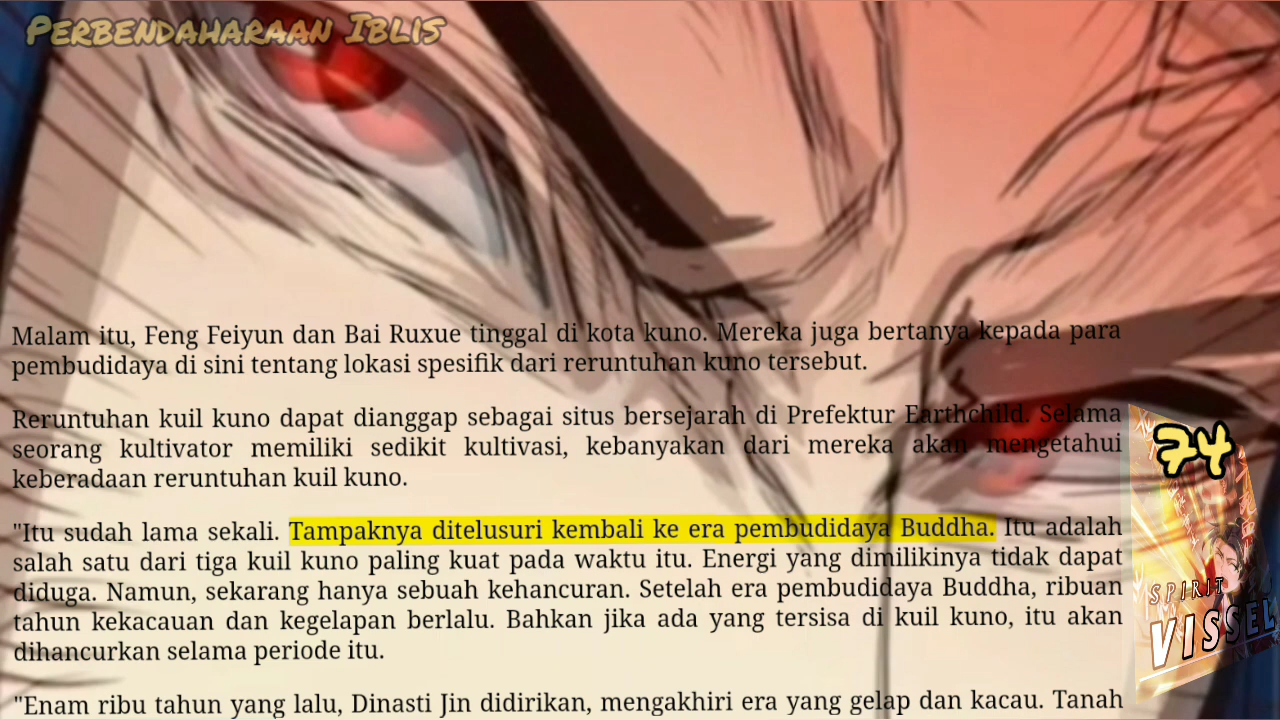 Perbendaharaan Iblis
Malam itu, Feng Feiyun dan Bai Ruxue tinggal di kota kuno. Mereka juga bertanya kepada para
pembudidaya di sini tentang lokasi spesifik dari reruntuhan kuno tersebut.
Reruntuhan kuil kuno dapat dianggap sebagai situs bersejarah di Prefektur Earthchild. Selama
seorang kultivator memiliki sedikit kultivasi, kebanyakan dari mereka akan mengetahui
keberadaan reruntuhan kuil kuno.
"Itu sudah lama sekali. Tampaknya ditelusuri kembali ke era pembudidaya Buddha. Itu adalah
salah satu dari tiga kuil kuno paling kuat pada waktu itu. Energi yang dimilikinya tidak dapat
diduga. Namun, sekarang hanya sebuah kehancuran. Setelah era pembudidaya Buddha, ribuan
tahun kekacauan dan kegelapan berlalu. Bahkan jika ada yang tersisa di kuil kuno, itu akan
dihancurkan selama periode itu.
"Enam ribu tahun yang lalu, Dinasti Jin didirikan, mengakhiri era yang gelap dan kacau. Tanah
74
SPIRIT
VISSEL